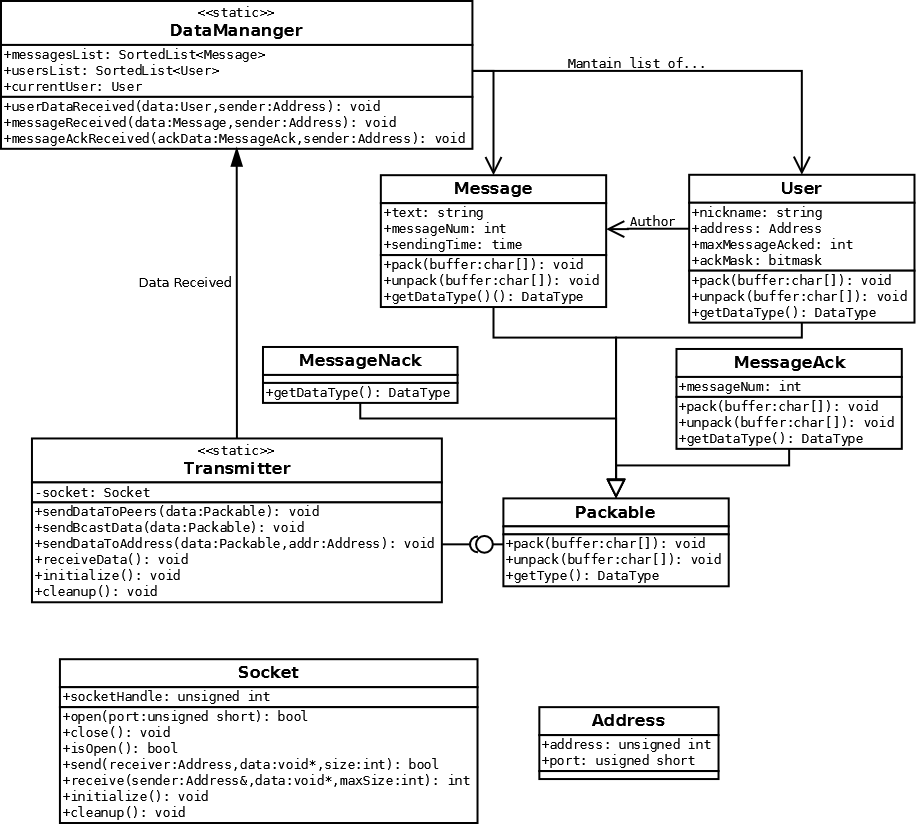 <<static>>
DataMananger
+messagesList: SortedList<Message>
+usersList: SortedList<User>
+currentUser: User
+userDataReceived(data:User,sender:Address): void
+messageReceived(data:Message,sender:Address): void
+messageAckReceived(ackData:MessageAck,sender:Address): void
Mantain list of...
Message
+text: string
+messageNum: int
+sendingTime: time
+pack(buffer:char[]): void
+unpack(buffer:char[]): void
+getDataType()(): DataType
Author
User
+nickname: string
+address: Address
+maxMessageAcked: int
+ackMask: bitmask
+pack(buffer:char[]): void
+unpack(buffer:char[]): void
+getDataType(): DataType
Data Received
MessageNack
+getDataType(): DataType
MessageAck
+messageNum: int
+pack(buffer:char[]): void
+unpack(buffer:char[]): void
+getDataType(): DataType
<<static>>
Transmitter
-socket: Socket
+sendDataToPeers(data:Packable): void
+sendBcastData(data:Packable): void
+sendDataToAddress(data:Packable,addr:Address): void
+receiveData(): void
+initialize(): void
+cleanup(): void
Packable
+pack(buffer:char[]): void
+unpack(buffer:char[]): void
+getType(): DataType
Socket
+socketHandle: unsigned int
+open(port:unsigned short): bool
+close(): void
+isOpen(): bool
+send(receiver:Address,data:void*,size:int): bool
+receive(sender:Address&,data:void*,maxSize:int): int
+initialize(): void
+cleanup(): void
Address
+address: unsigned int
+port: usigned short